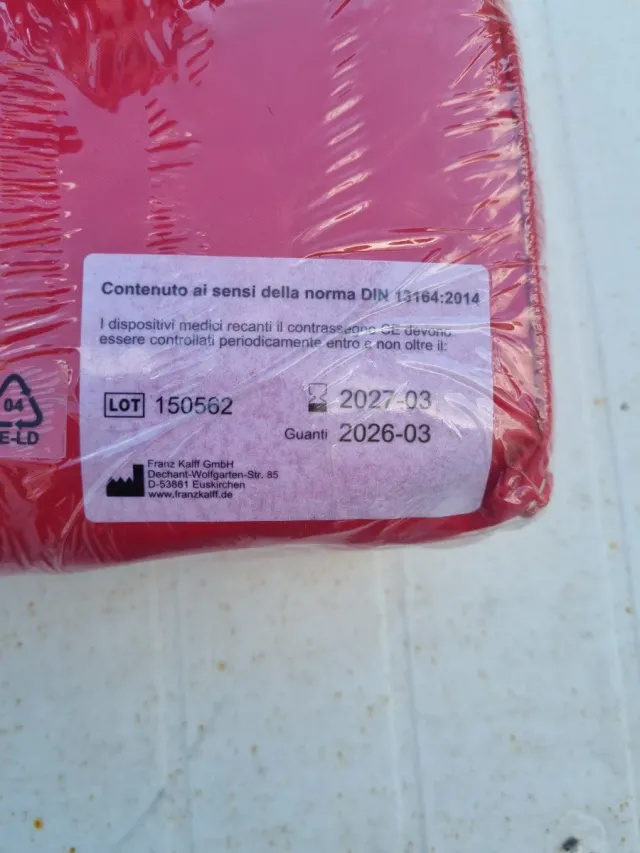 Contenuto ai sensi della norma DIN 13164:2014
I dispositivi medici recanti il contrassegno CE devono
essere controllati periodicamente entro e non oltre il:
LOT 150562
2027-03
Guanti 2026-03
04
E-LD
Franz Kalff GmbH
Dechant-Wolfgarten-Str. 85
D-53881 Euskirchen
www.franzkalff.de